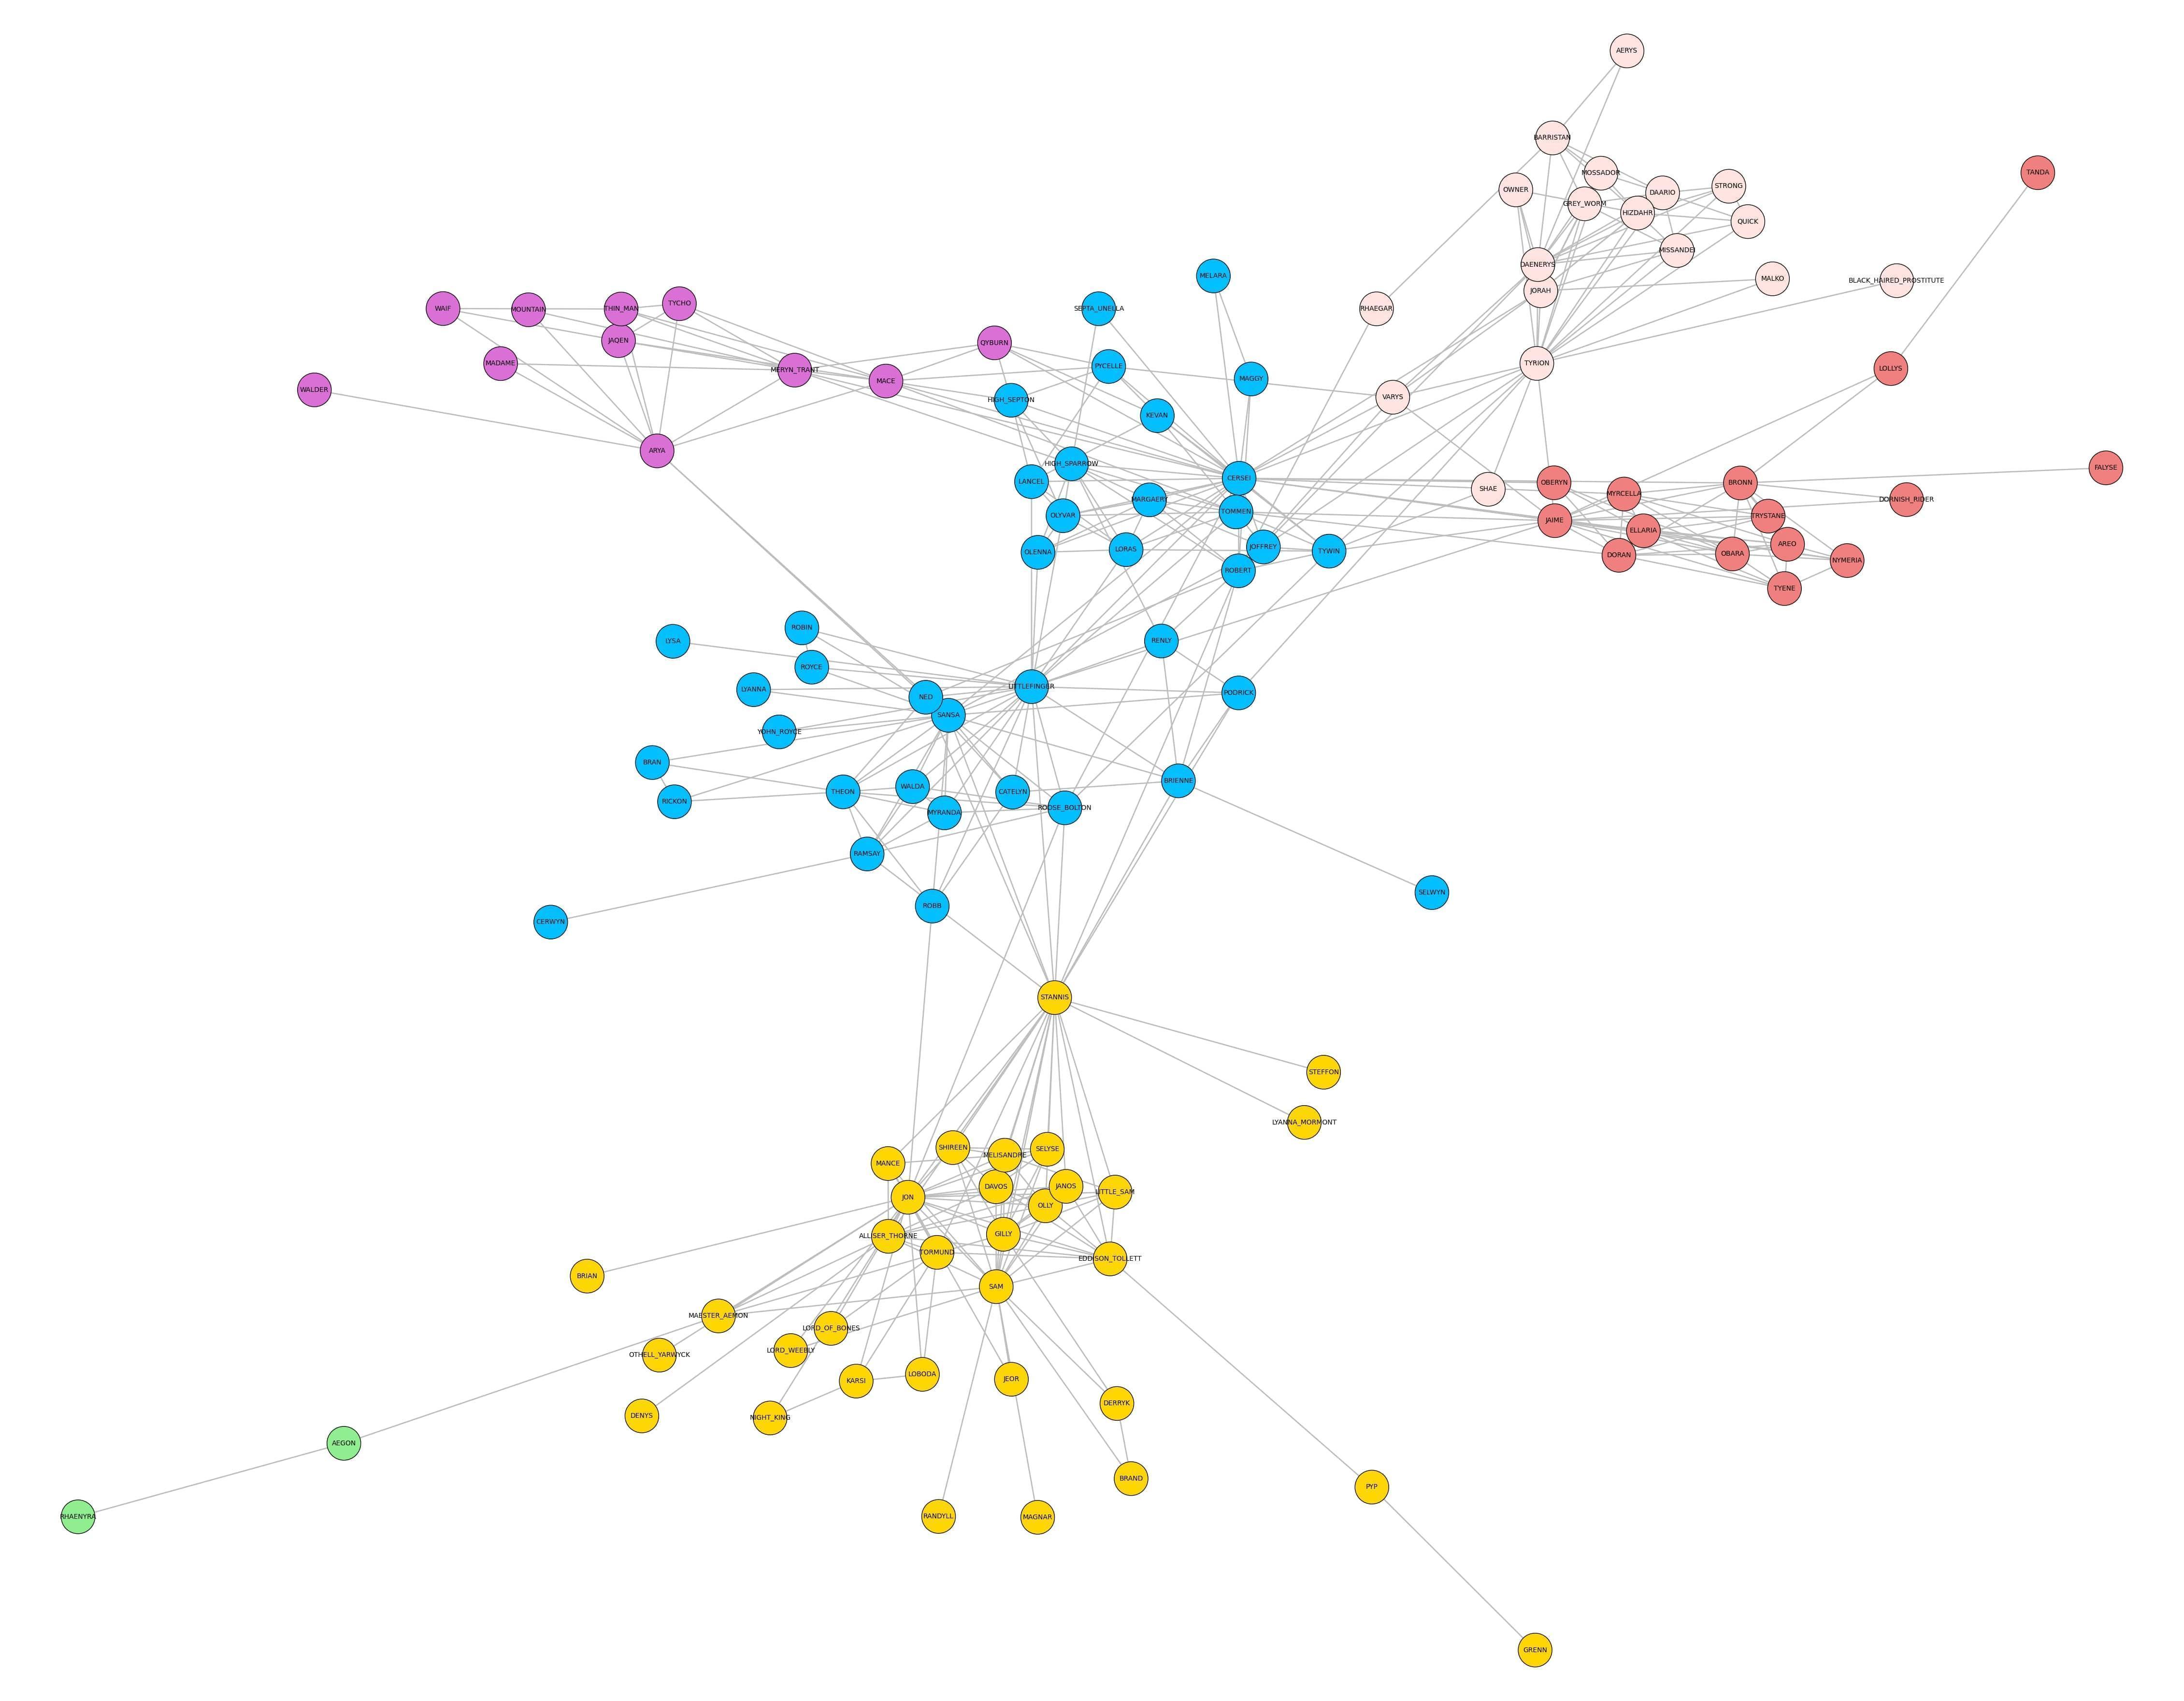 AERYS
BARRISTAN
MOSSADOR
TANDA
OWNER
DAARIO
STRONG
GREY_WORM
HIZDAHR
QUICK
MISSANDEI
DAENERYS
MELARA
MALKO
BLACK_HAIRED_PROSTITUTE
JORAH
WAIF
MOUNTAIN
THIN_MAN
TYCHO
SEPTA_UNELLA
RHAEGAR
JAQEN
QYBURN
MADAME
MERYN_TRANT
PYCELLE
TYRION
LOLLYS
MACE
MAGGY
WALDER
HIGH_SEPTON
VARYS
KEVAN
ARYA
HIGH_SPARROW
FALYSE
LANCEL
CERSEI
OBERYN
BRONN
SHAE
MYRCELLA
MARGAERY
DORNISH_RIDER
OLYVAR
TOMMEN
JAIME
TRYSTANE
ELLARIA
OLENNA
LORAS
JOFFREY
TYWIN
DORAN
OBARA
AREO
NYMERIA
ROBERT
TYENE
ROBIN
LYSA
RENLY
ROYCE
LYANNA
LITTLEFINGER
NED
PODRICK
SANSA
YOHN_ROYCE
BRAN
BRIENNE
THEON
WALDA
CATELYN
RICKON
MYRANDA
ROOSE_BOLTON
RAMSAY
SELWYN
ROBB
CERWYN
STANNIS
STEFFON
LYANNA_MORMONT
SHIREEN
MELISANDRE
SELYSE
MANCE
DAVOS
JANOS
LITTLE_SAM
JON
OLLY
ALLISER_THORNE
GILLY
TORMUND
EDDISON_TOLLETT
BRIAN
SAM
MAESTER_AEMON
LORD_OF_BONES
OTHELL_YARWYCK
LORD_WEEBLY
LOBODA
KARSI
JEOR
DERRYK
DENYS
NIGHT_KING
AEGON
BRAND
PYP
RHAENYRA
RANDYLL
MAGNAR
GRENN